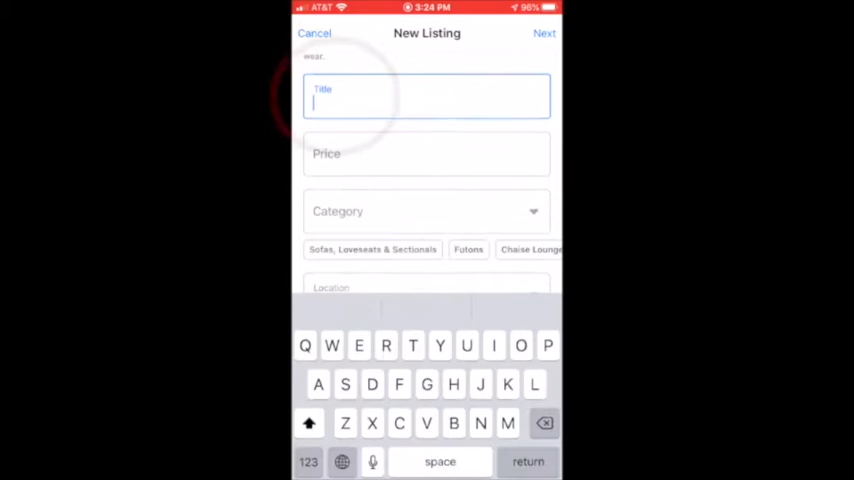 AT&T 3:24 PM 96%
Cancel New Listing Next
wear.
Title
Price
Category
Sofas, Loveseats & Sectionals Futons Chaise Lounge
Location
Q W E R T Y U I O P
A S D F G H J K L
Z X C V B N M
123 space return